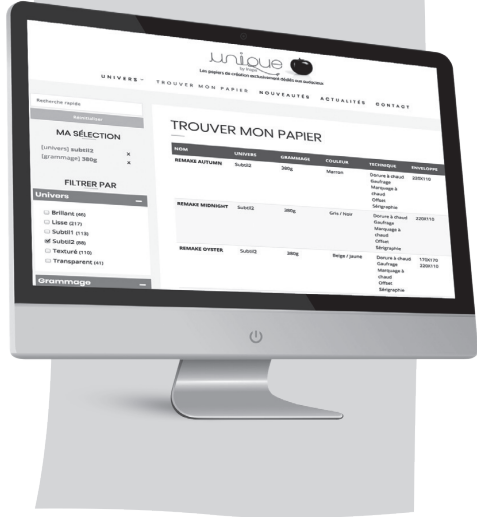 unique
by Inapa
Les papiers de création exclusivement dédiés aux audacieux
UNIVERS TROUVER MON PAPIER NOUVEAUTÉS ACTUALITÉS CONTACT
Recherche rapide
Réinitialiser
MA SÉLECTION
[univers] subtil2 x
[grammage] 380g x
FILTRER PAR
Univers –
Brillant (46)
Lisse (217)
Subtil1 (113)
Subtil2 (88)
Texturé (110)
Transparent (41)
Grammage –
TROUVER MON PAPIER
NOM UNIVERS GRAMMAGE COULEUR TECHNIQUE ENVELOPPE
REMAKE AUTUMN Subtil2 380g Marron Dorure à chaud 220X110
Gaufrage
Marquage à
chaud
Offset
Sérigraphie
REMAKE MIDNIGHT Subtil2 380g Gris / Noir Dorure à chaud 220X110
Gaufrage
Marquage à
chaud
Offset
Sérigraphie
REMAKE OYSTER Subtil2 380g Beige / Jaune Dorure à chaud 170X170
Gaufrage 220X110
Marquage à
chaud
Offset
Sérigraphie